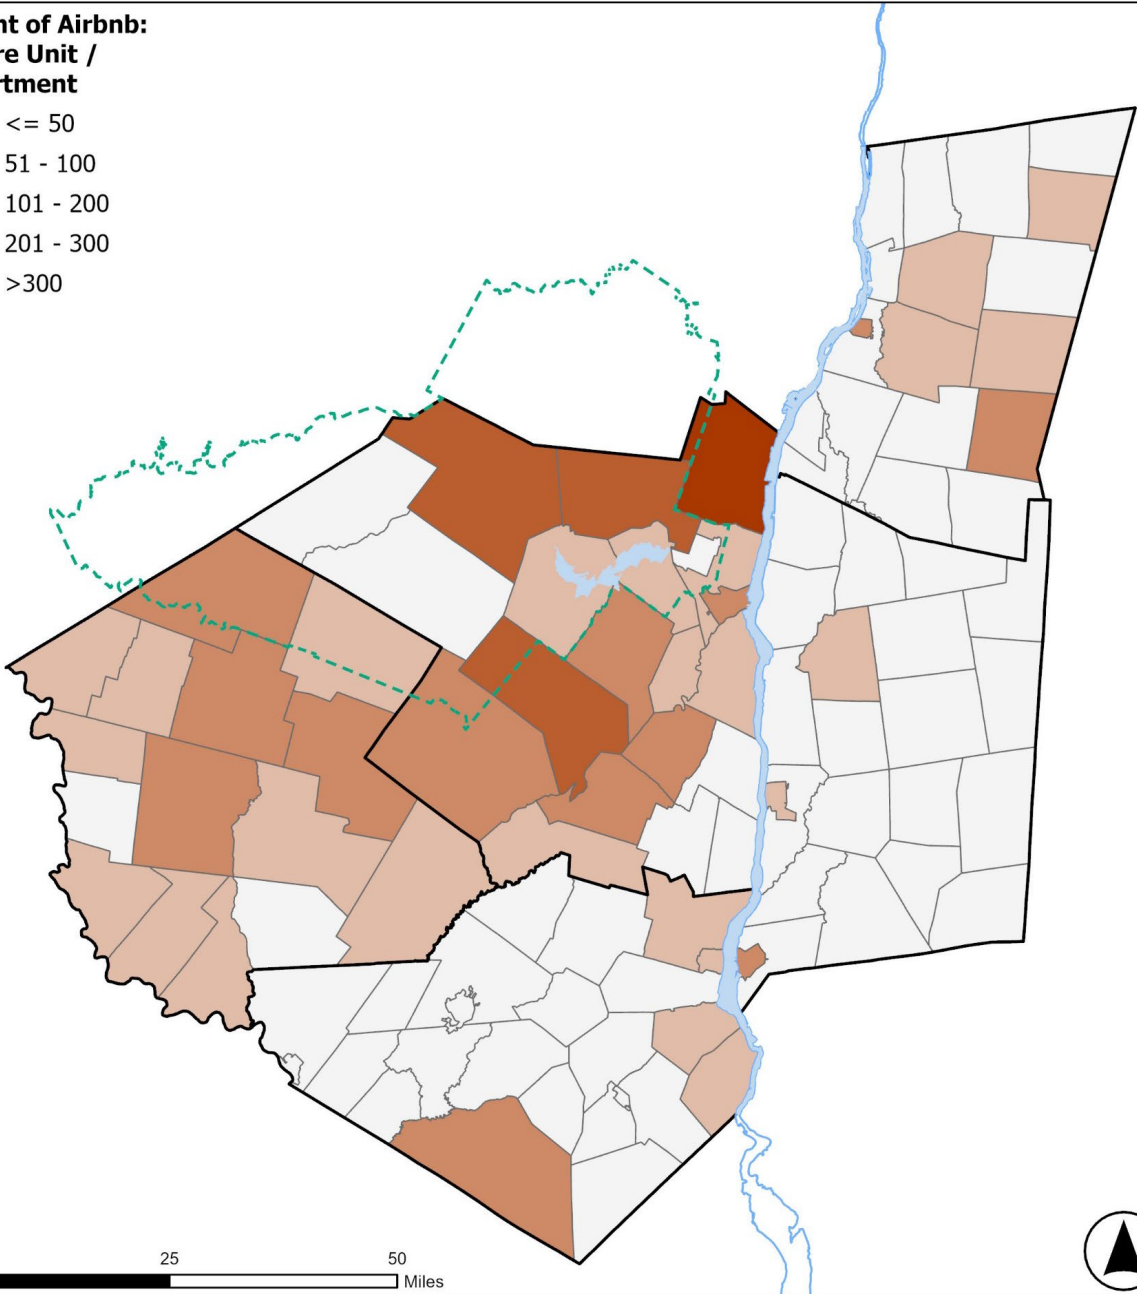 nt of Airbnb:
re Unit /
rtment
<= 50
51 - 100
101 - 200
201 - 300
>300
25 50
Miles